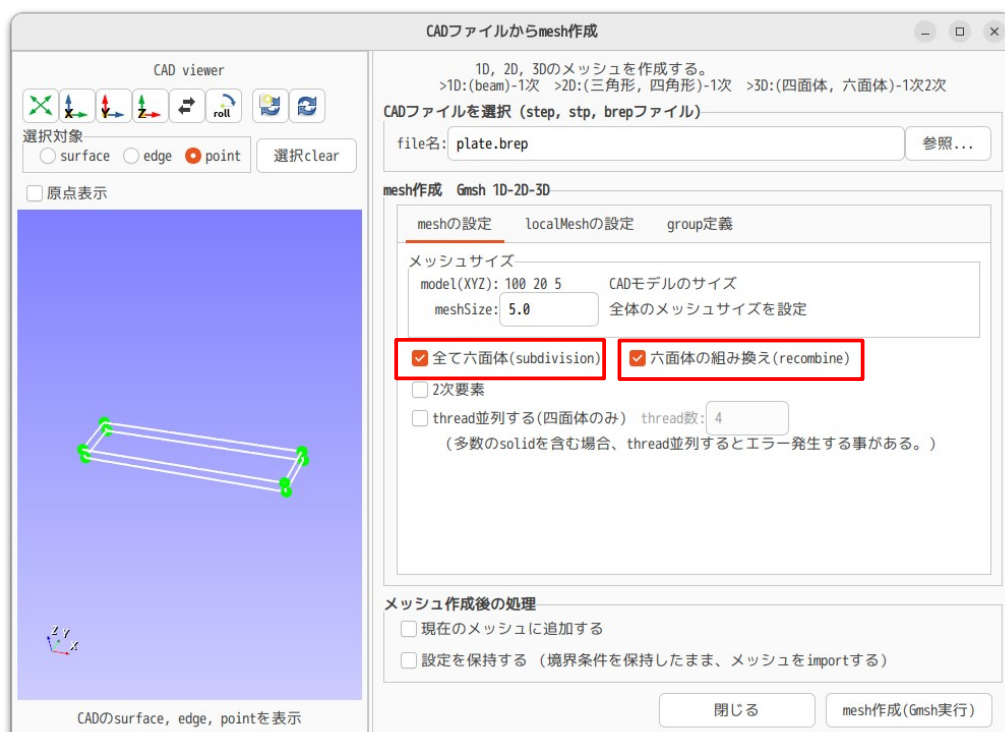 CADファイルからmesh作成
CAD viewer
X
Y
Z
roll
選択対象
surface edge point 選択clear
原点表示
Z Y X
CADのsurface, edge, pointを表示
1D, 2D, 3Dのメッシュを作成する。
>1D:(beam)-1次 >2D:(三角形, 四角形)-1次 >3D:(四面体, 六面体)-1次2次
CADファイルを選択 (step, stp, brepファイル)
file名: plate.brep 参照...
mesh作成 Gmsh 1D-2D-3D
meshの設定 localMeshの設定 group定義
メッシュサイズ
model(XYZ): 100 20 5 CADモデルのサイズ
meshSize: 5.0 全体のメッシュサイズを設定
全て六面体(subdivision) 六面体の組み換え(recombine)
2次要素
thread並列する(四面体のみ) thread数: 4
(多数のsolidを含む場合、thread並列するとエラー発生する事がある。)
メッシュ作成後の処理
現在のメッシュに追加する
設定を保持する (境界条件を保持したまま、メッシュをimportする)
閉じる mesh作成(Gmsh実行)